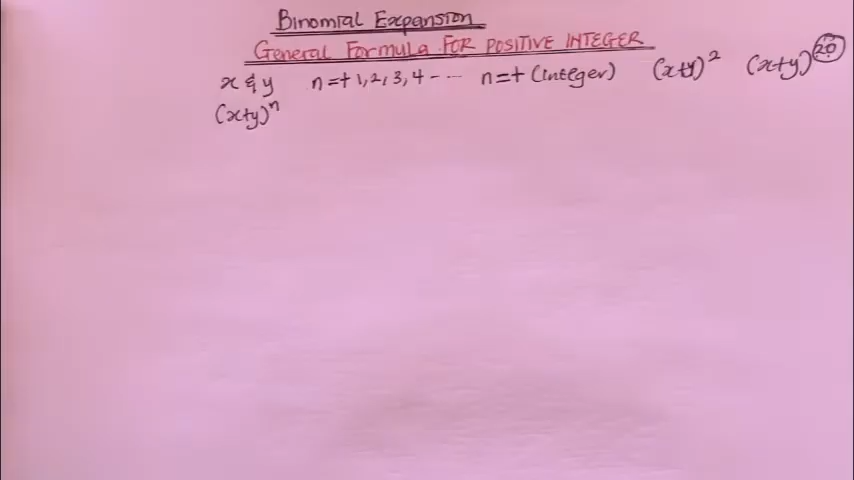 Binomial Expansion
General Formula FOR POSITIVE INTEGER
x & y n=+1,2,3,4 - ... n=+(integer) (x+y)² (x+y)²⁰
(x+y)ⁿ